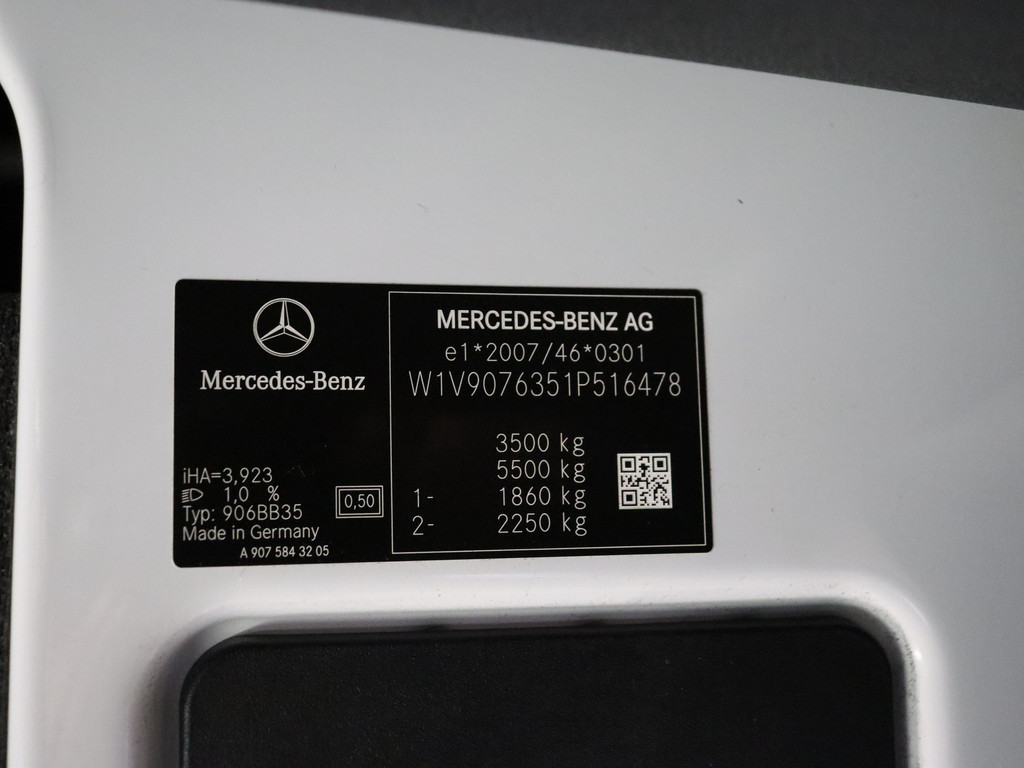 Mercedes-Benz
iHA=3,923
1,0 %
Typ: 906BB35
Made in Germany
A 907 584 32 05
0,50
MERCEDES-BENZ AG
e1*2007/46*0301
W1V9076351P516478
3500 kg
5500 kg
1- 1860 kg
2- 2250 kg